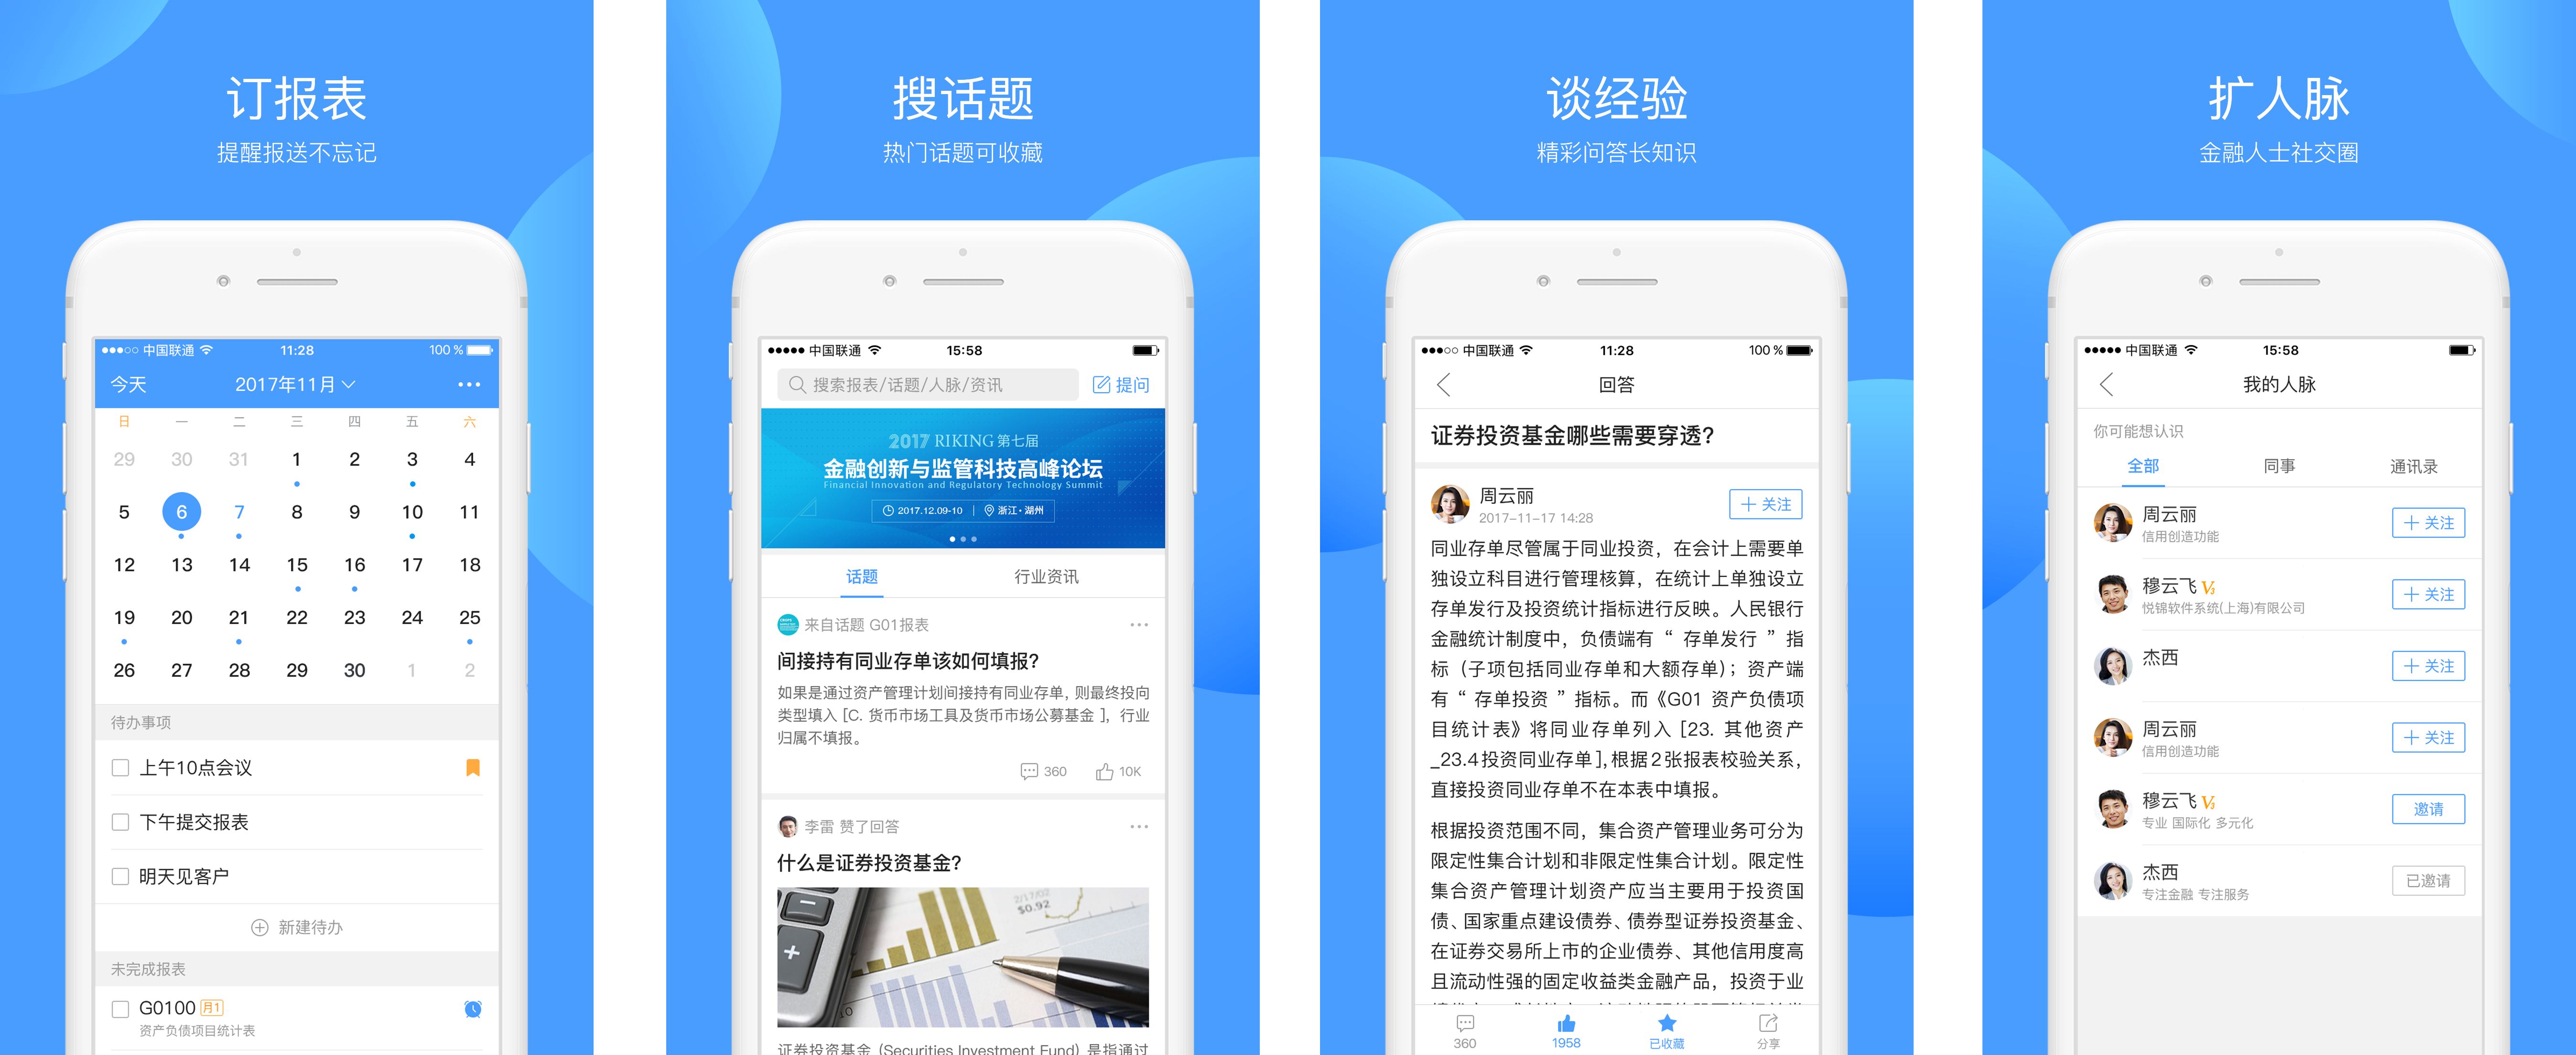 订报表
提醒报送不忘记
中国联通 11:28 100 %
今天 2017年11月
日 一 二 三 四 五 六
29 30 31 1 2 3 4
5 6 7 8 9 10 11
12 13 14 15 16 17 18
19 20 21 22 23 24 25
26 27 28 29 30 1 2
待办事项
上午10点会议
下午提交报表
明天见客户
新建待办
未完成报表
G0100 月1
资产负债项目统计表
搜话题
热门话题可收藏
中国联通 15:58
搜索报表/话题/人脉/资讯 提问
2017 RIKING 第七届
金融创新与监管科技高峰论坛
Financial Innovation and Regulatory Technology Summit
2017.12.09-10 | 浙江·湖州
话题 行业资讯
来自话题 G01报表
间接持有同业存单该如何填报?
如果是通过资产管理计划间接持有同业存单, 则最终投向
类型填入 [C. 货币市场工具及货币市场公募基金 ], 行业
归属不填报。
360 10K
李雷 赞了回答
什么是证券投资基金?
2/17/02
$0.92
证券投资基金 (Securities Investment Fund) 是指通过
谈经验
精彩问答长知识
中国联通 11:28 100 %
回答
证券投资基金哪些需要穿透?
周云丽
2017-11-17 14:28
关注
同业存单尽管属于同业投资，在会计上需要单
独设立科目进行管理核算，在统计上单独设立
存单发行及投资统计指标进行反映。人民银行
金融统计制度中，负债端有“ 存单发行 ”指
标（子项包括同业存单和大额存单）；资产端
有“ 存单投资 ”指标。而《G01 资产负债项
目统计表》将同业存单列入 [23. 其他资产
_23.4投资同业存单],根据2张报表校验关系，
直接投资同业存单不在本表中填报。
根据投资范围不同，集合资产管理业务可分为
限定性集合计划和非限定性集合计划。限定性
集合资产管理计划资产应当主要用于投资国
债、国家重点建设债券、债券型证券投资基金、
在证券交易所上市的企业债券、其他信用度高
且流动性强的固定收益类金融产品，投资于业
360 1958 已收藏 分享
扩人脉
金融人士社交圈
中国联通 15:58
我的人脉
你可能想认识
全部 同事 通讯录
周云丽
信用创造功能
关注
穆云飞 V3
悦锦软件系统(上海)有限公司
关注
杰西
关注
周云丽
信用创造功能
关注
穆云飞 V3
专业 国际化 多元化
邀请
杰西
专注金融 专注服务
已邀请